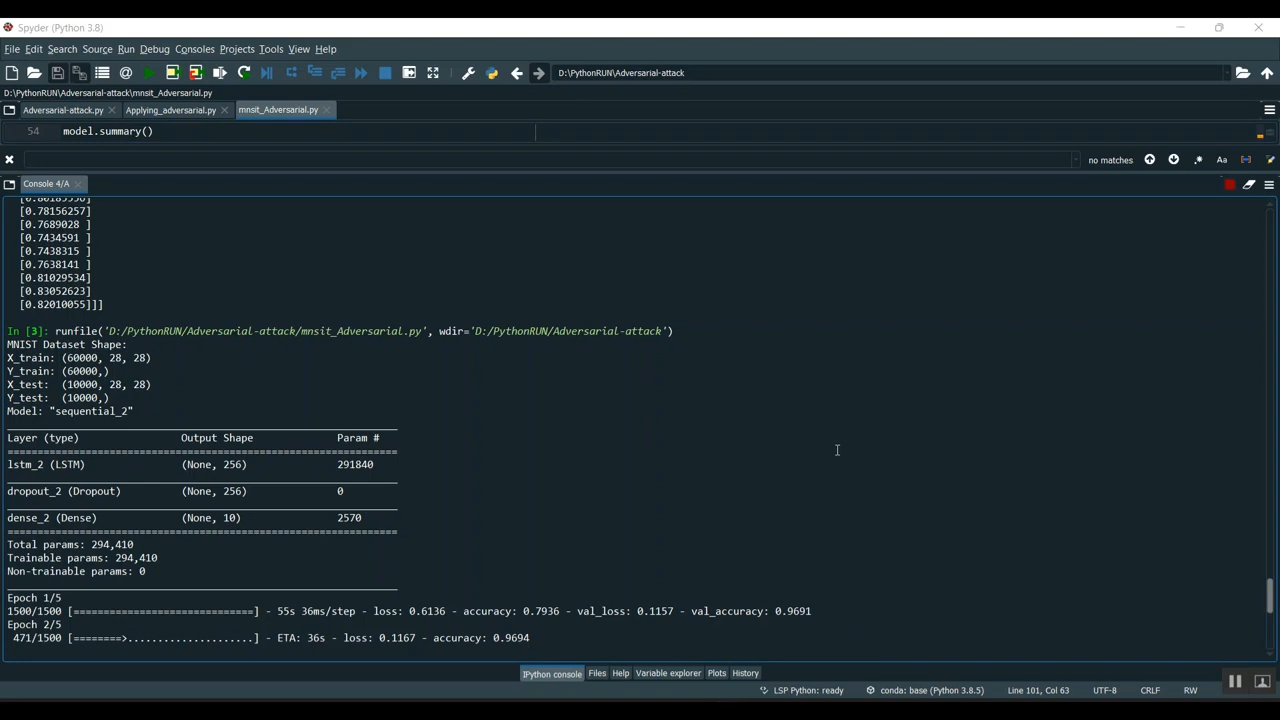 Spyder (Python 3.8)
File Edit Search Source Run Debug Consoles Projects Tools View Help
D:\PythonRUN\Adversarial-attack
D:\PythonRUN\Adversarial-attack\mnsit_Adversarial.py
Adversarial-attack.py Applying_adversarial.py mnsit_Adversarial.py
54 model.summary()
no matches .* Aa
Console 4/A
[0.78156257]
[0.7689028 ]
[0.7434591 ]
[0.7438315 ]
[0.7638141 ]
[0.81029534]
[0.83052623]
[0.82010055]]]
In [3]: runfile('D:/PythonRUN/Adversarial-attack/mnsit_Adversarial.py', wdir='D:/PythonRUN/Adversarial-attack')
MNIST Dataset Shape:
X_train: (60000, 28, 28)
Y_train: (60000,)
X_test:  (10000, 28, 28)
Y_test:  (10000,)
Model: "sequential_2"
Layer (type) Output Shape Param #
=================================================================
lstm_2 (LSTM) (None, 256) 291840
dropout_2 (Dropout) (None, 256) 0
dense_2 (Dense) (None, 10) 2570
=================================================================
Total params: 294,410
Trainable params: 294,410
Non-trainable params: 0
Epoch 1/5
1500/1500 [==============================] - 55s 36ms/step - loss: 0.6136 - accuracy: 0.7936 - val_loss: 0.1157 - val_accuracy: 0.9691
Epoch 2/5
471/1500 [========>.....................] - ETA: 36s - loss: 0.1167 - accuracy: 0.9694
IPython console Files Help Variable explorer Plots History
LSP Python: ready conda: base (Python 3.8.5) Line 101, Col 63 UTF-8 CRLF RW